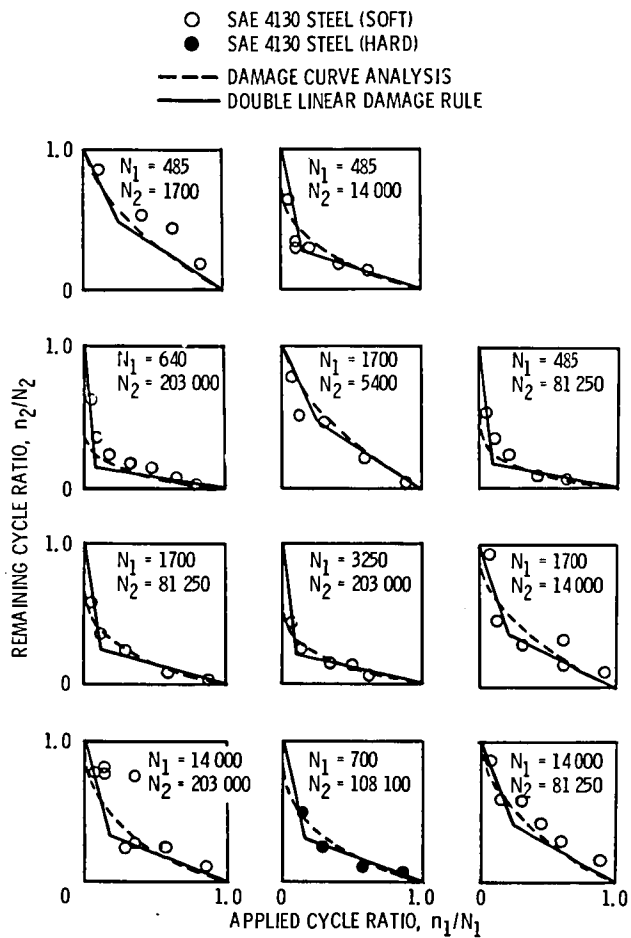 SAE 4130 STEEL (SOFT)
SAE 4130 STEEL (HARD)
DAMAGE CURVE ANALYSIS
DOUBLE LINEAR DAMAGE RULE
1.0
N1 = 485
N2 = 1700
0
N1 = 485
N2 = 14 000
1.0
N1 = 640
N2 = 203 000
0
N1 = 1700
N2 = 5400
N1 = 485
N2 = 81 250
REMAINING CYCLE RATIO, n2/N2
1.0
N1 = 1700
N2 = 81 250
0
N1 = 3250
N2 = 203 000
N1 = 1700
N2 = 14 000
1.0
N1 = 14 000
N2 = 203 000
0
N1 = 700
N2 = 108 100
N1 = 14 000
N2 = 81 250
0 1.0 0 1.0 0 1.0
APPLIED CYCLE RATIO, n1/N1